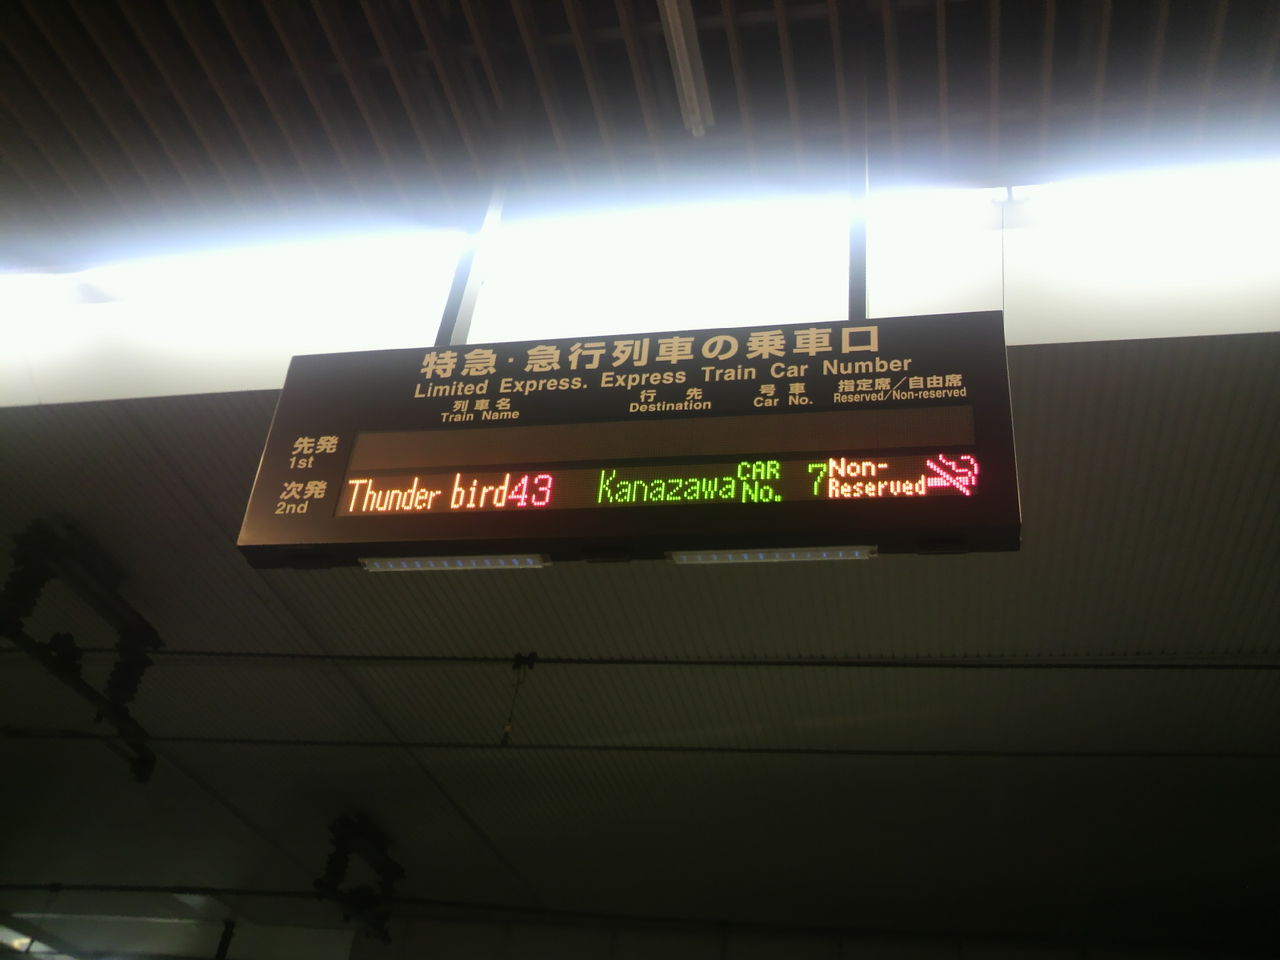 特急・急行列車の乗車口
Limited Express. Express Train Car Number
列車名 行先 号車 指定席／自由席
Train Name Destination Car No. Reserved/Non-reserved
先発
1st
次発
2nd
Thunder bird43 Kanazawa CAR No. 7 Non-Reserved